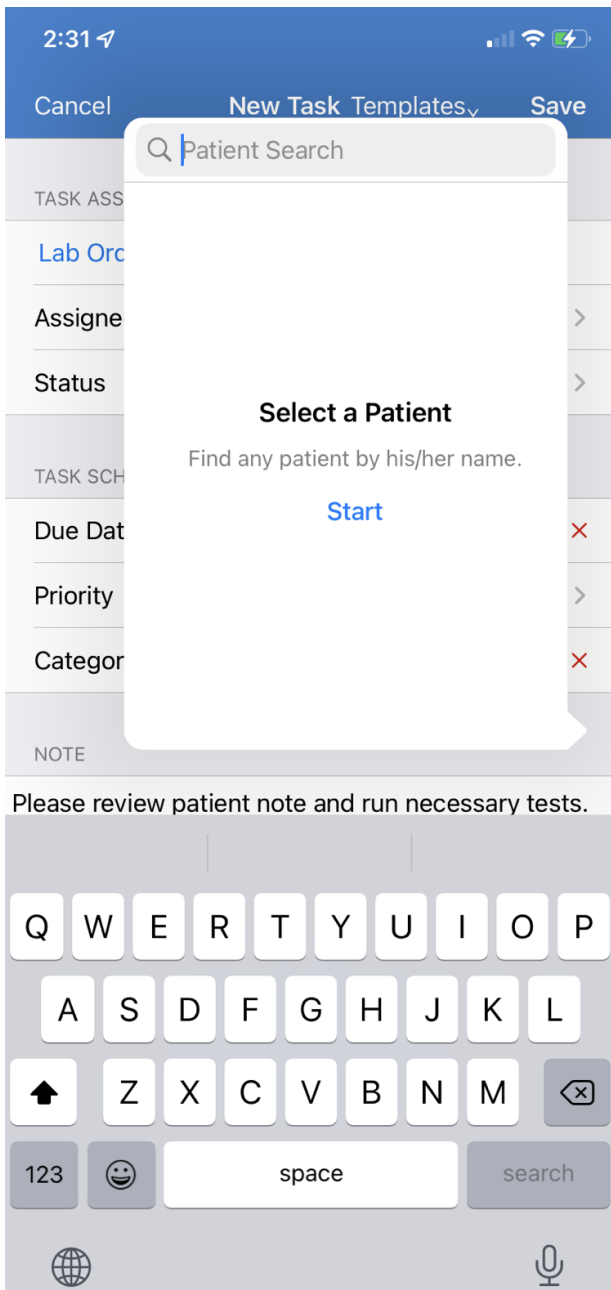 2:31
Cancel New Task Templates Save
Patient Search
TASK ASS
Lab Ord
Assigne
Status
Select a Patient
Find any patient by his/her name.
Start
TASK SCH
Due Dat
Priority
Categor
NOTE
Please review patient note and run necessary tests.
Q W E R T Y U I O P
A S D F G H J K L
Z X C V B N M
123 space search